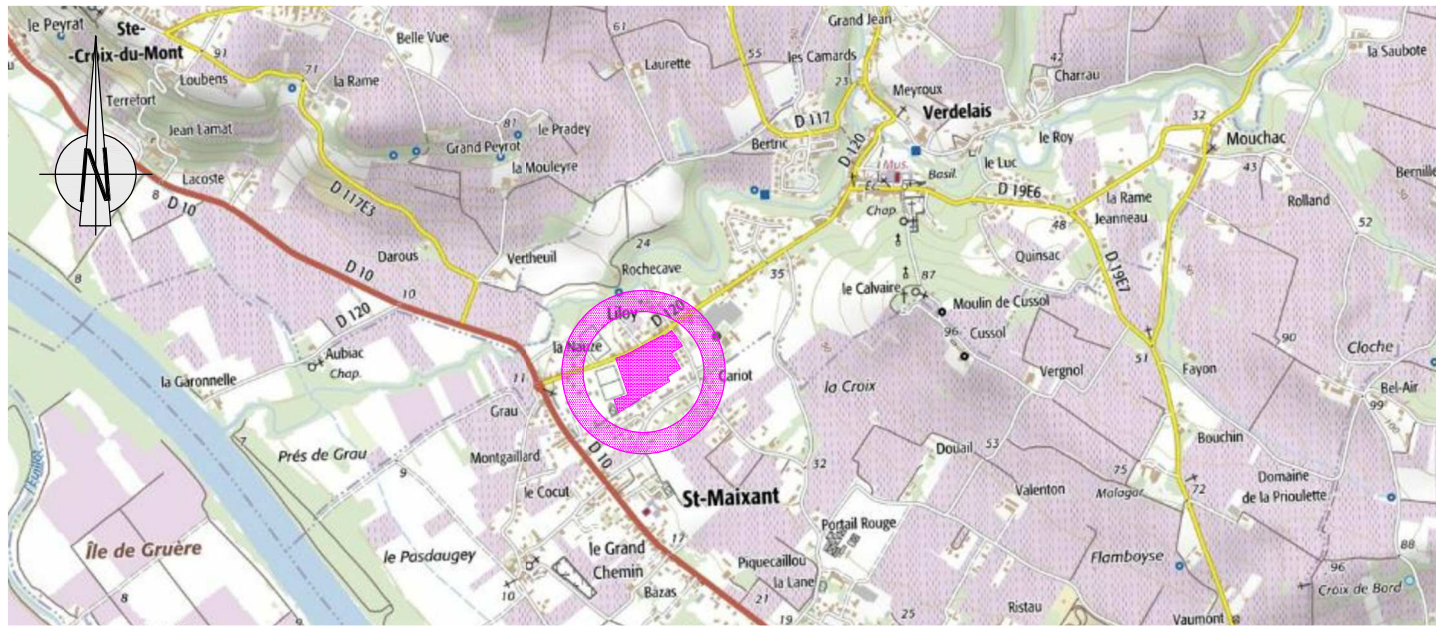 le Peyrat
Ste-
-Croix-du-Mont
91
Loubens
71
la Rame
Belle Vue
61
Laurette
55
les Camards
Grand Jean
23
Meyroux
Verdelais
42
Charrau
la Saubote
Terrefort
Jean Lamat
81
le Pradey
Grand Peyrot
la Mouleyre
D 117
Bertric
D 120
Mus.
le Roy
32
Mouchac
N
Lacoste
8
D 10
D 117E3
Éc.
Basil.
le Luc
D 19E6
43
Bernille
Chap.
la Rame
Jeanneau
48
Rolland
52
8
Darous
Vertheuil
24
Rochecave
35
87
le Calvaire
Quinsac
D 19E7
D 10
10
D 120
Liloy
D 120
Moulin de Cussol
96
Cussol
90
Cloche
la Nauze
Aubiac
Chap.
la Garonnelle
11
Cariot
la Croix
Vergnol
51
Fayon
Bel-Air
99
100
Grau
7
Prés de Grau
9
Montgaillard
D 10
32
Douail
53
Bouchin
le Cocut
St-Maixant
Valenton
75
Malagar
72
Domaine
de la Prioulette
Île de Gruère
le Pasdaugey
17
le Grand
Chemin
Portail Rouge
Flamboyse
88
8
10
Bazas
Piquecaillou
la Lane
21
19
25
Ristau
96
Croix de Bord
Vaumont